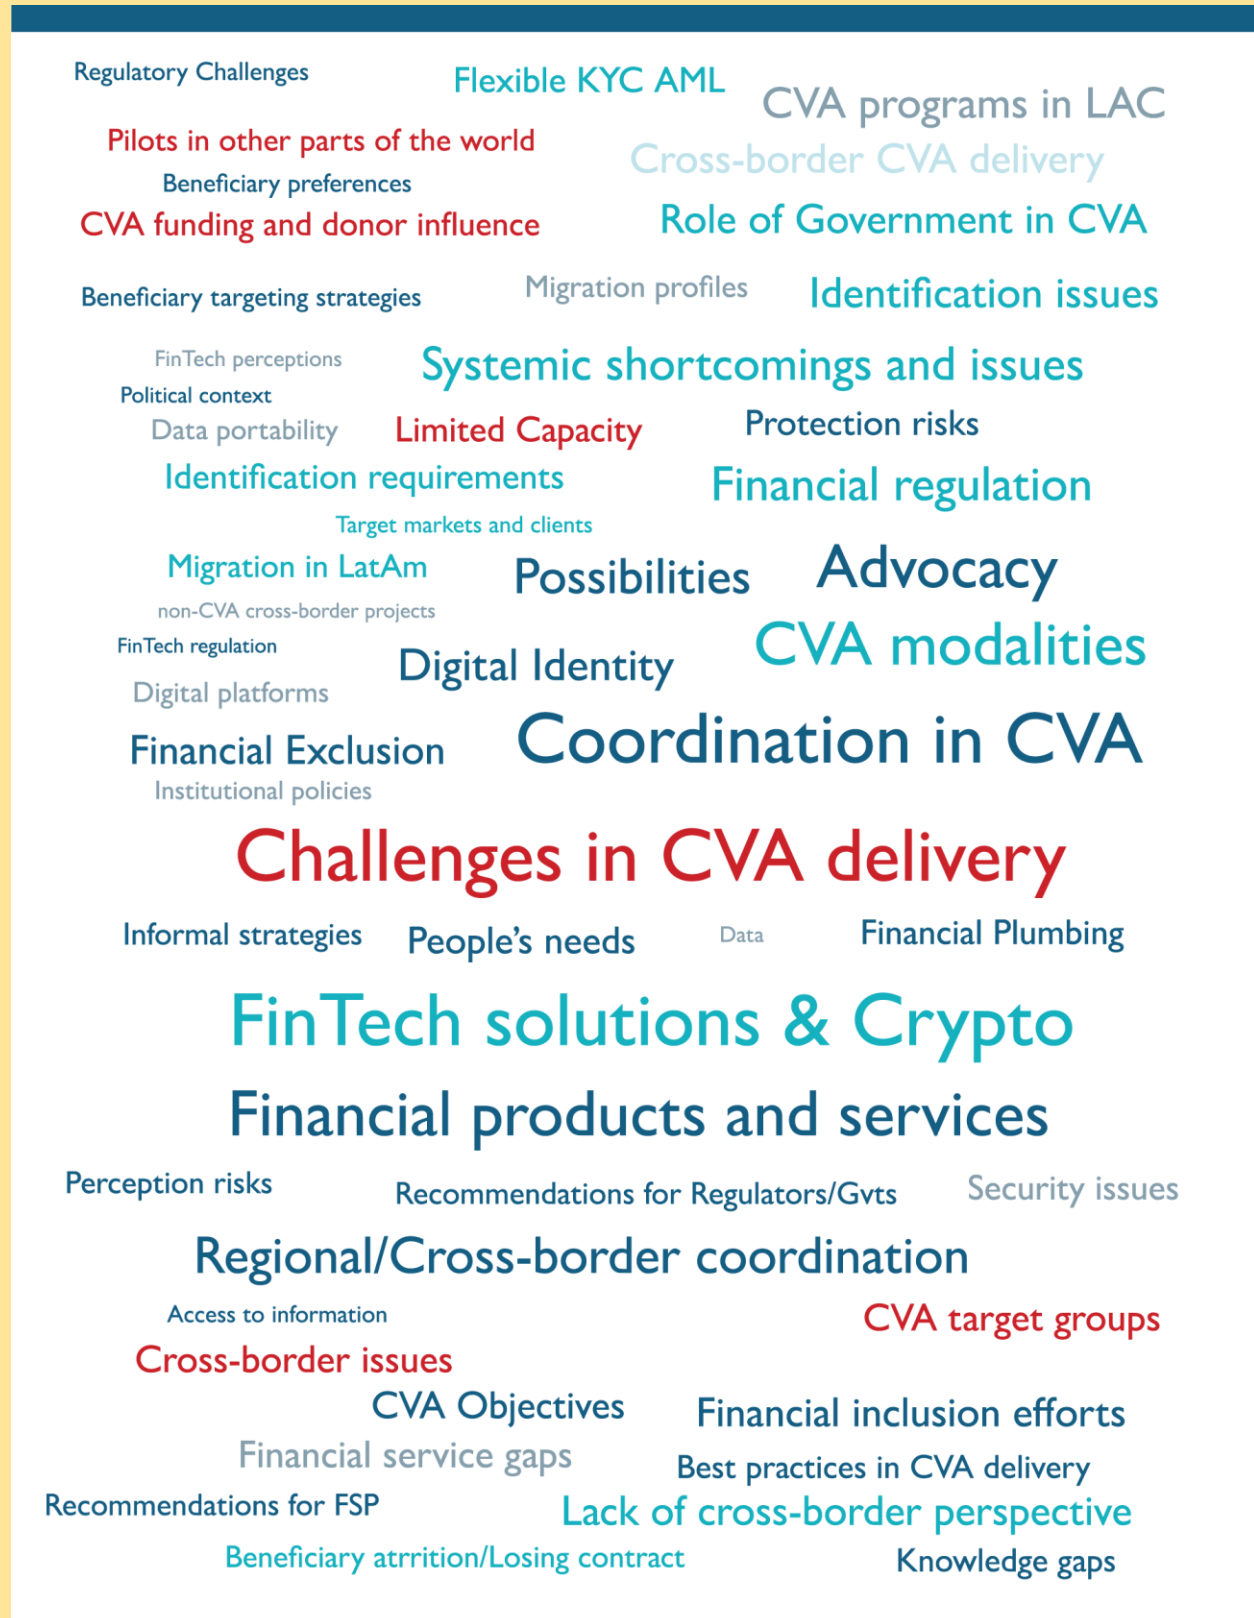 Regulatory Challenges
Flexible KYC AML
CVA programs in LAC
Pilots in other parts of the world
Cross-border CVA delivery
Beneficiary preferences
CVA funding and donor influence
Role of Government in CVA
Beneficiary targeting strategies
Migration profiles
Identification issues
FinTech perceptions
Systemic shortcomings and issues
Political context
Data portability
Limited Capacity
Protection risks
Identification requirements
Financial regulation
Target markets and clients
Migration in LatAm
Possibilities
Advocacy
non-CVA cross-border projects
FinTech regulation
Digital Identity
CVA modalities
Digital platforms
Financial Exclusion
Coordination in CVA
Institutional policies
Challenges in CVA delivery
Informal strategies
People's needs
Data
Financial Plumbing
FinTech solutions & Crypto
Financial products and services
Perception risks
Recommendations for Regulators/Gvts
Security issues
Regional/Cross-border coordination
Access to information
CVA target groups
Cross-border issues
CVA Objectives
Financial inclusion efforts
Financial service gaps
Best practices in CVA delivery
Recommendations for FSP
Lack of cross-border perspective
Beneficiary atrrition/Losing contract
Knowledge gaps